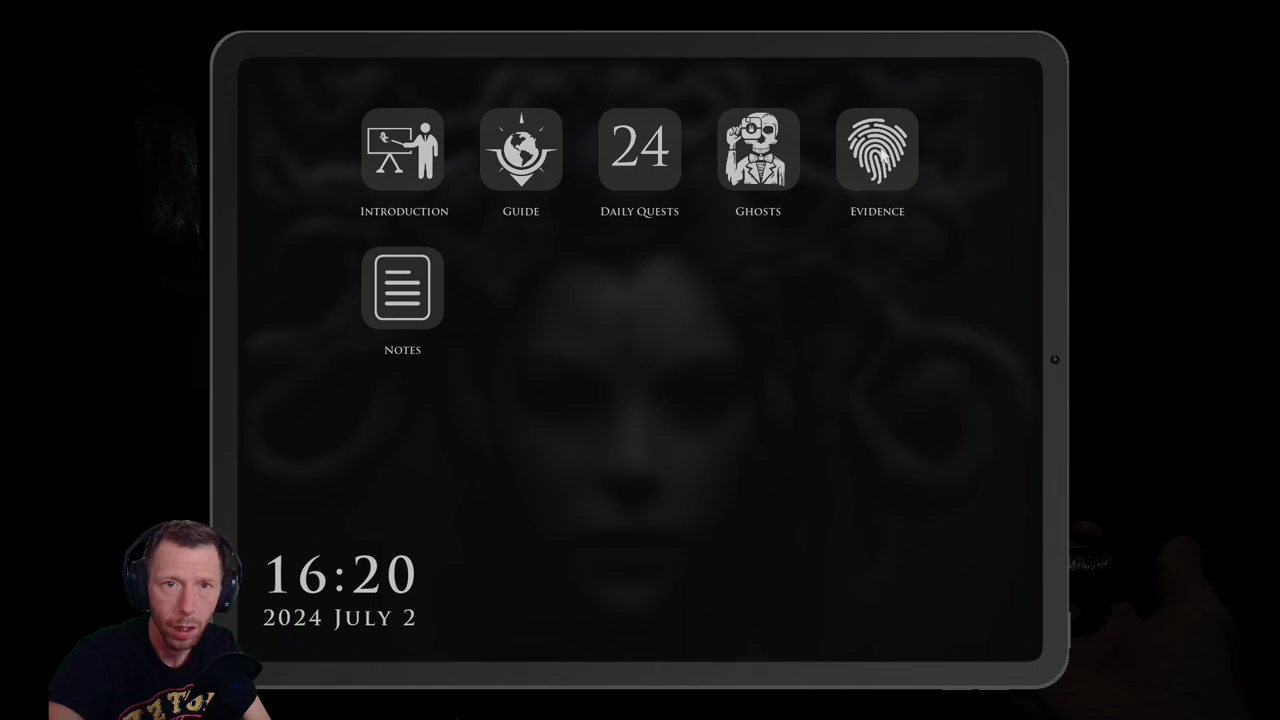 24
INTRODUCTION
GUIDE
DAILY QUESTS
GHOSTS
EVIDENCE
NOTES
16:20
2024 JULY 2